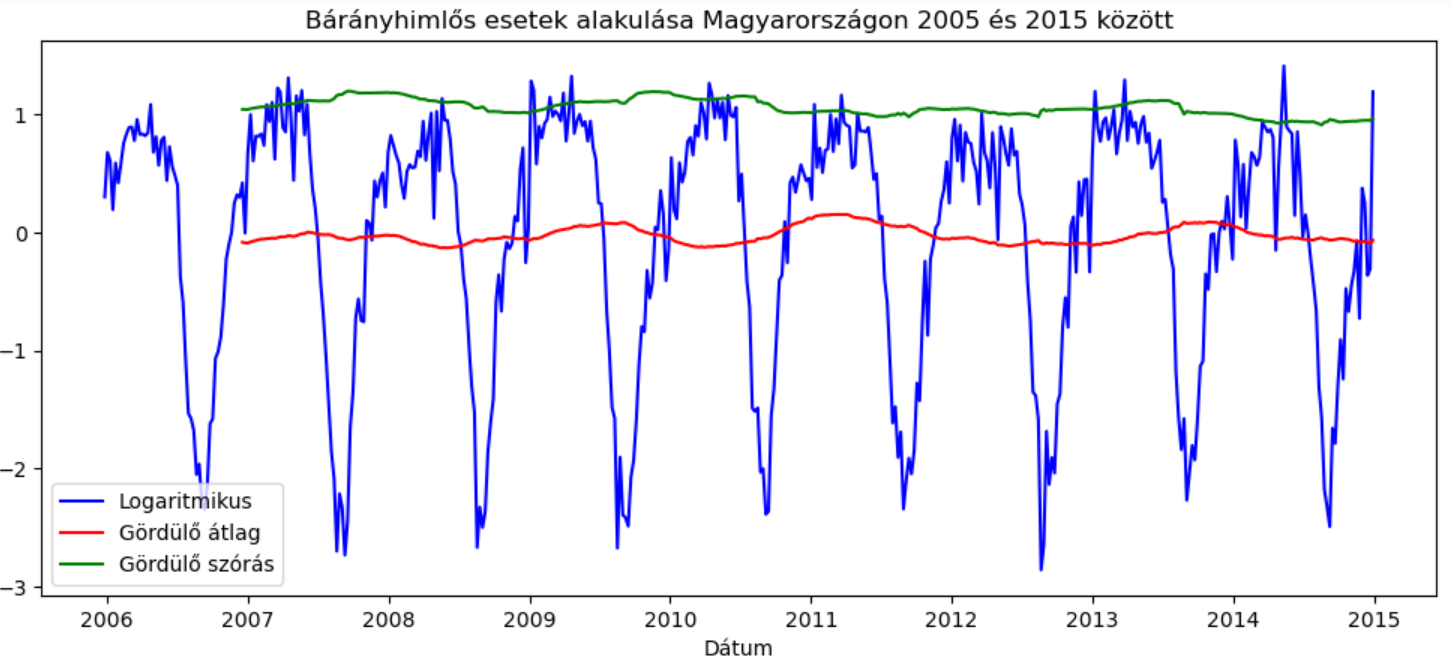 Bárányhimlős esetek alakulása Magyarországon 2005 és 2015 között
1
0
−1
−2
−3
Logaritmikus
Gördülő átlag
Gördülő szórás
2006 2007 2008 2009 2010 2011 2012 2013 2014 2015
Dátum